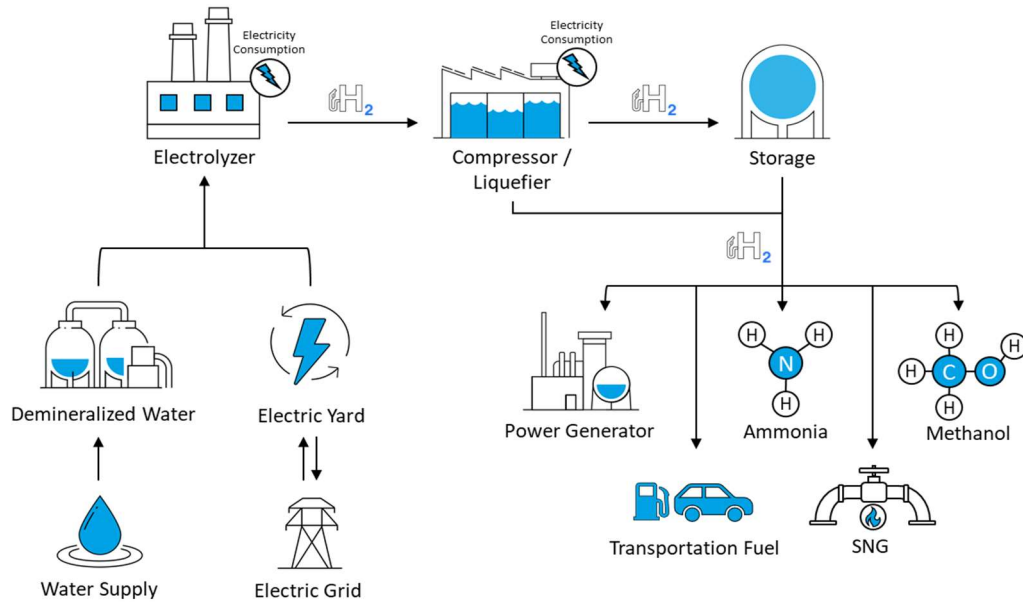 Electricity
Consumption
Electricity
Consumption
H2
H2
Electrolyzer
Compressor /
Liquefier
Storage
H2
H
H
N
H
H
H
H
C
O
H
Demineralized Water
Electric Yard
Power Generator
Ammonia
Methanol
Transportation Fuel
SNG
Water Supply
Electric Grid